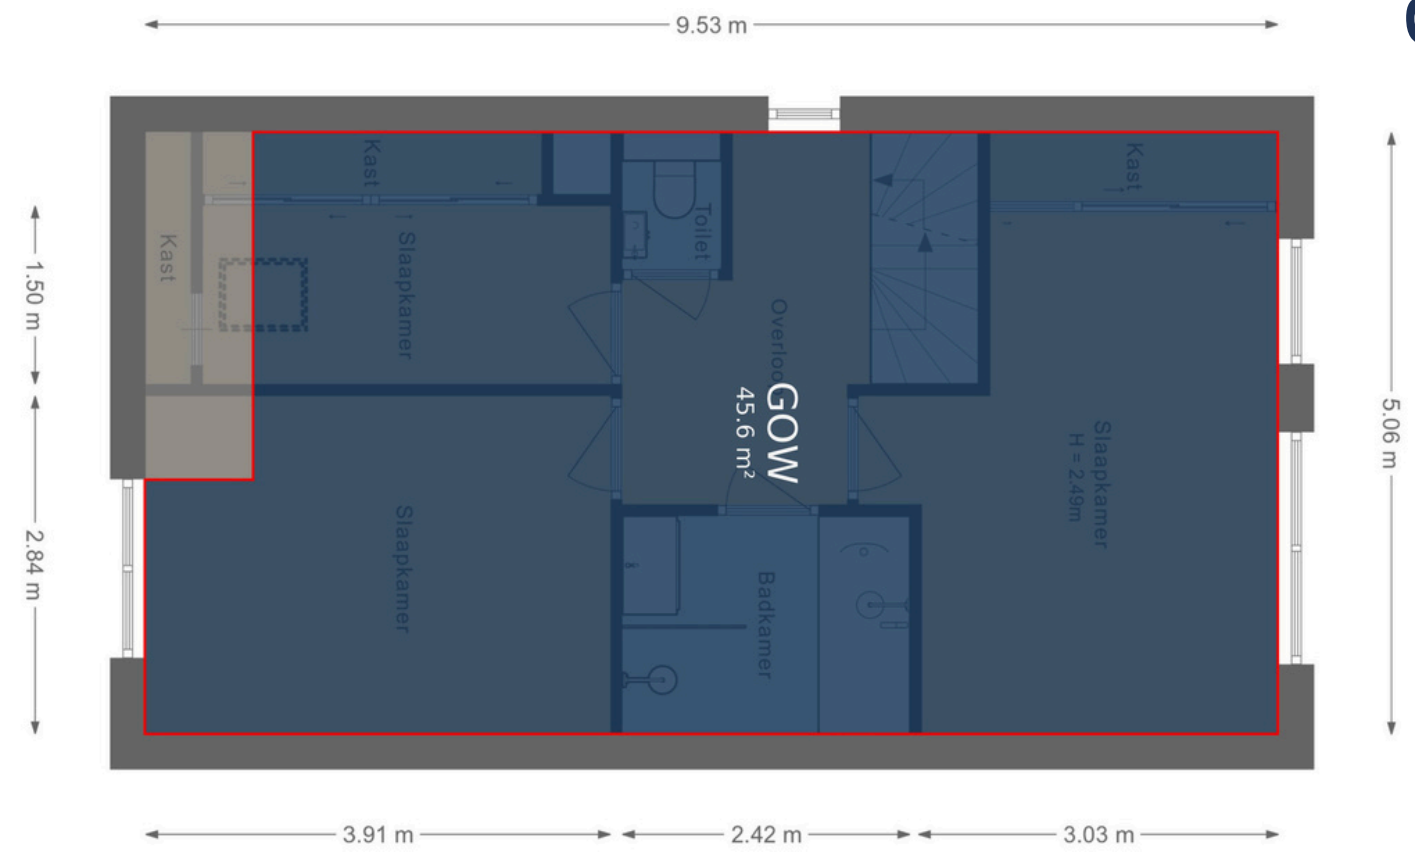 9.53 m
Kast
Kast
Kast
Toilet
Slaapkamer
1.50 m
Overloo
GOW
45.6 m²
Slaapkamer
H = 2.49m
5.06 m
2.84 m
Slaapkamer
Badkamer
3.91 m
2.42 m
3.03 m